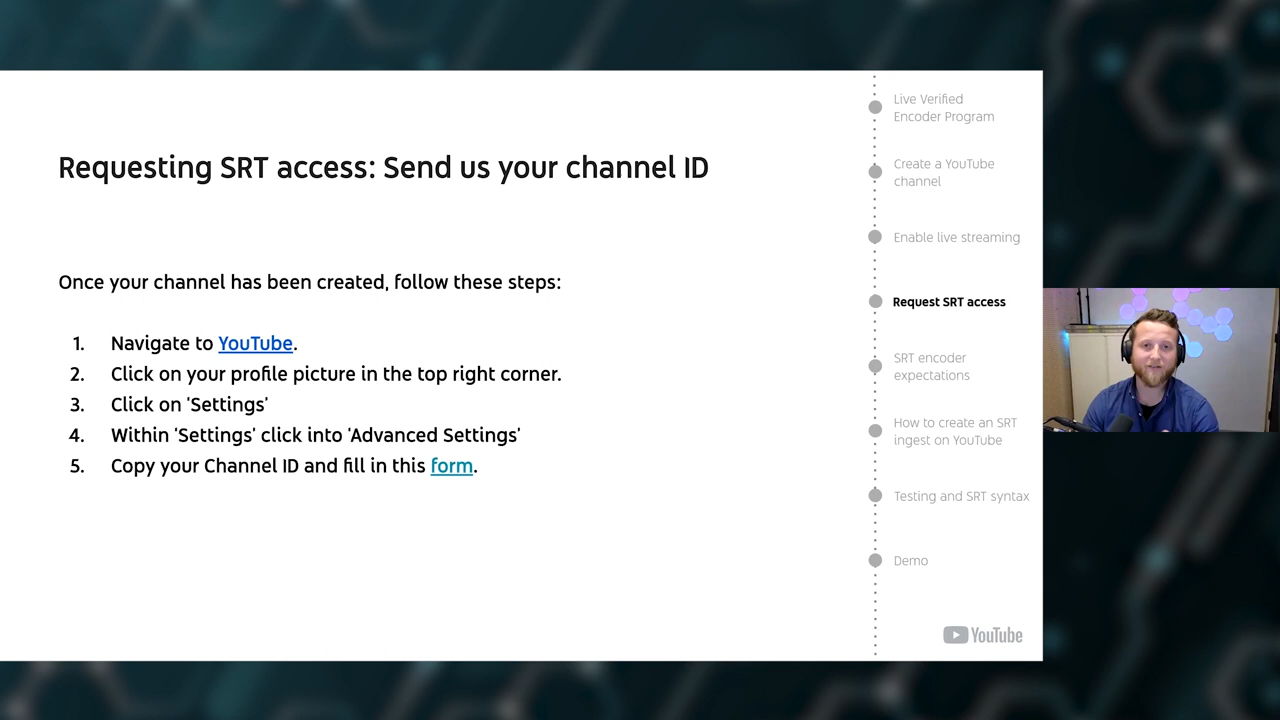 Requesting SRT access: Send us your channel ID
Once your channel has been created, follow these steps:
1. Navigate to YouTube.
2. Click on your profile picture in the top right corner.
3. Click on ‘Settings’
4. Within ‘Settings’ click into ‘Advanced Settings’
5. Copy your Channel ID and fill in this form.
Live Verified
Encoder Program
Create a YouTube
channel
Enable live streaming
Request SRT access
SRT encoder
expectations
How to create an SRT
ingest on YouTube
Testing and SRT syntax
Demo
YouTube